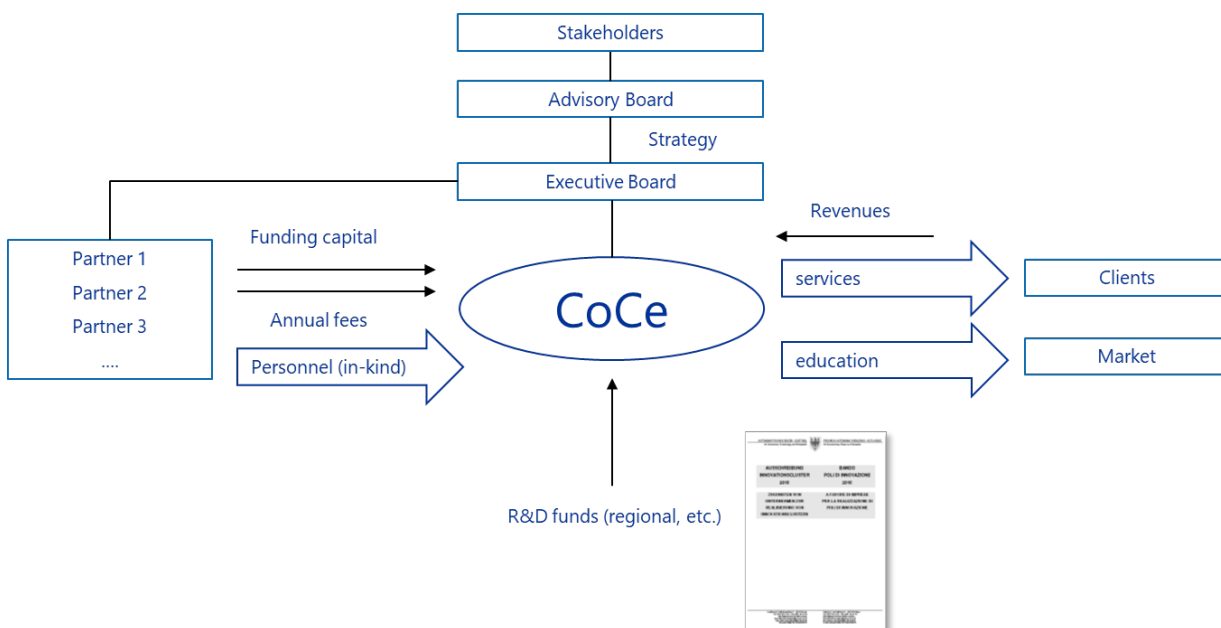 Stakeholders
Advisory Board
Strategy
Executive Board
Revenues
Funding capital
Partner 1
Partner 2
Partner 3
....
Annual fees
Personnel (in-kind)
CoCe
services
Clients
education
Market
R&D funds (regional, etc.)
AUSSCHREIBUNG
INNOVATIONSCLUSTER
BANDO
POLI DI INNOVAZIONE